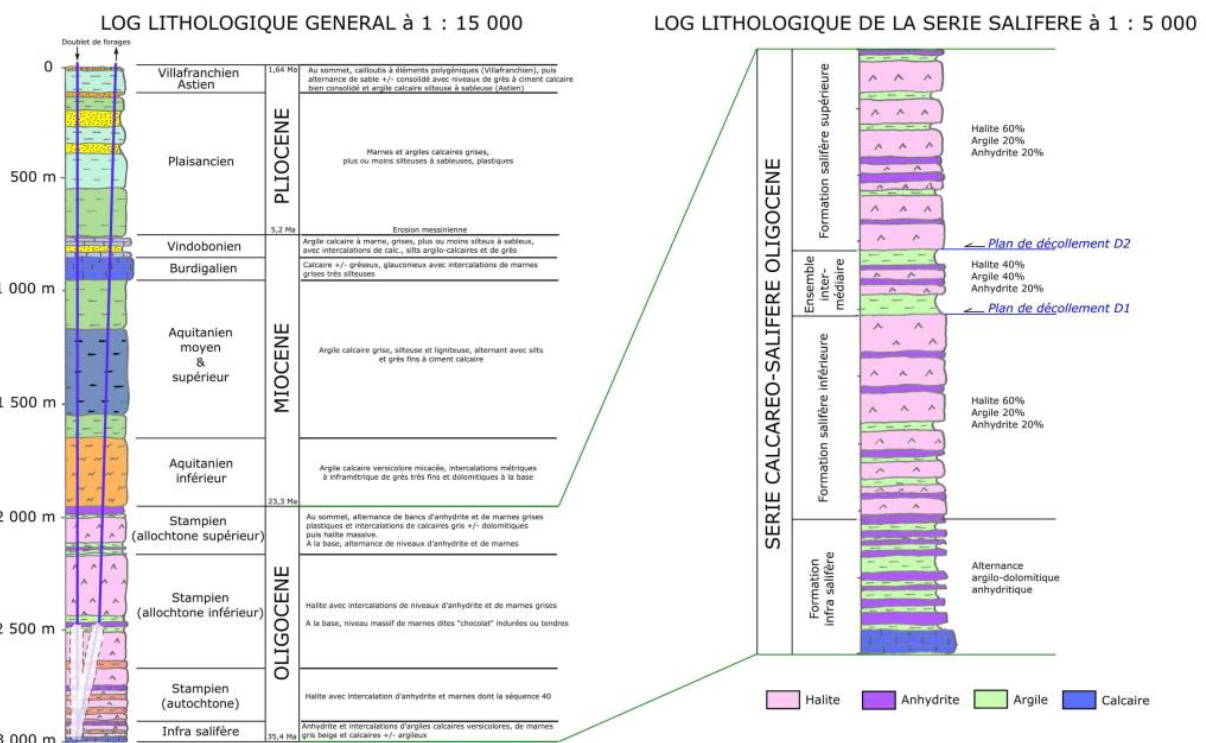 LOG LITHOLOGIQUE GENERAL à 1 : 15 000
Doublet de forages
0
500 m
1 000 m
1 500 m
2 000 m
2 500 m
3 000 m
Villafranchien
Astien
Plaisancien
Vindobonien
Burdigalien
Aquitanien
moyen
&
supérieur
Aquitanien
inférieur
Stampien
(allochtone supérieur)
Stampien
(allochtone inférieur)
Stampien
(autochtone)
Infra salifère
PLIOCENE
MIOCENE
OLIGOCENE
1,64 Ma
5,2 Ma
23,3 Ma
35,4 Ma
Au sommet, cailloutis à éléments polygéniques (Villafranchien), puis
alternance de sable +/- consolidé avec niveaux de grès à ciment calcaire
bien consolidé et argile calcaire silteuse à sableuse (Astien)
Marnes et argiles calcaires grises,
plus ou moins silteuses à sableuses, plastiques
Erosion messinienne
Argile calcaire à marne, grises, plus ou moins silteux à sableux,
avec intercalations de calc., silts argilo-calcaires et de grès
Calcaire +/- gréseux, glauconieux avec intercalations de marnes
grises très silteuses
Argile calcaire grise, silteuse et ligniteuse, alternant avec silts
et grès fins à ciment calcaire
Argile calcaire versicolore micacée, intercalations métriques
à inframétrique de grès très fins et dolomitiques à la base
Au sommet, alternance de bancs d'anhydrite et de marnes grises
plastiques et intercalations de calcaires gris +/- dolomitiques
puis halite massive.
A la base, alternance de niveaux d'anhydrite et de marnes
Halite avec intercalations de niveaux d'anhydrite et de marnes grises
A la base, niveau massif de marnes dites "chocolat" indurées ou tendres
Halite avec intercalation d'anhydrite et marnes dont la séquence 40
Anhydrite et intercalations d'argiles calcaires versicolores, de marnes
gris beige et calcaires +/- argileux
LOG LITHOLOGIQUE DE LA SERIE SALIFERE à 1 : 5 000
SERIE CALCAREO-SALIFERE OLIGOCENE
Formation salifère supérieure
Ensemble
inter-
médiaire
Formation salifère inférieure
Formation
infra salifère
Halite 60%
Argile 20%
Anhydrite 20%
Plan de décollement D2
Halite 40%
Argile 40%
Anhydrite 20%
Plan de décollement D1
Halite 60%
Argile 20%
Anhydrite 20%
Alternance
argilo-dolomitique
anhydritique
Halite
Anhydrite
Argile
Calcaire